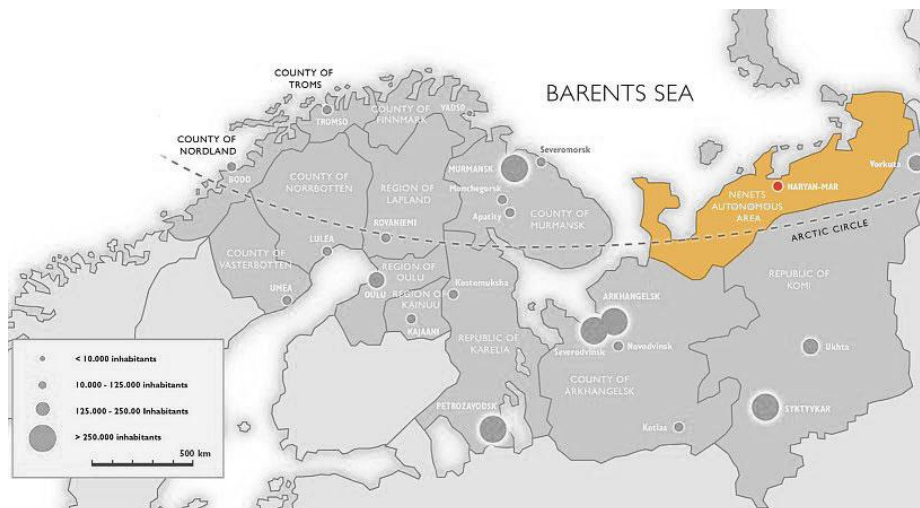 COUNTY OF
TROMS
BARENTS SEA
COUNTY OF
FINNMARK
VADSO
TROMSO
COUNTY OF
NORDLAND
BODO
MURMANSK
Severomorsk
Monchegorsk
Apatity
COUNTY OF
MURMANSK
COUNTY OF
NORRBOTTEN
REGION OF
LAPLAND
ROVANIEMI
Vorkuta
NARYAN-MAR
NENETS
AUTONOMOUS
AREA
ARCTIC CIRCLE
LULEA
COUNTY OF
VASTERBOTTEN
UMEA
REGION OF
OULU
OULU
REGION OF
KAINUU
KAJAANI
Kostomuksha
REPUBLIC OF
KARELIA
ARKHANGELSK
Severodvinsk
Novodvinsk
COUNTY OF
ARKHANGELSK
REPUBLIC OF
KOMI
Ukhta
SYKTYVKAR
Kotlas
PETROZAVODSK
< 10.000 inhabitants
10.000 - 125.000 inhabitants
125.000 - 250.00 Inhabitants
> 250.000 inhabitants
500 km